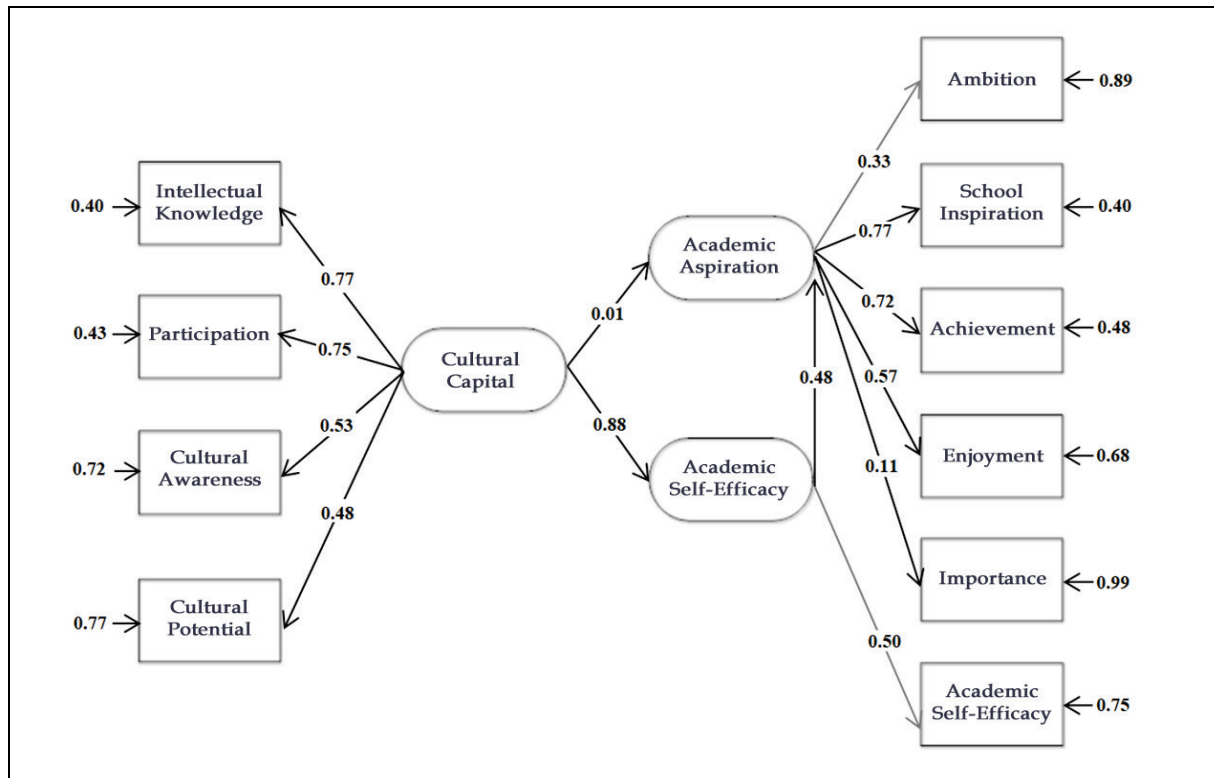 Ambition
0.89
0.33
Intellectual
Knowledge
0.40
School
Inspiration
0.40
0.77
Academic
Aspiration
0.77
0.72
0.01
Participation
0.43
0.75
Achievement
0.48
Cultural
Capital
0.57
0.48
0.53
0.88
0.11
Cultural
Awareness
0.72
Academic
Self-Efficacy
Enjoyment
0.68
0.48
Importance
0.99
Cultural
Potential
0.77
0.50
Academic
Self-Efficacy
0.75